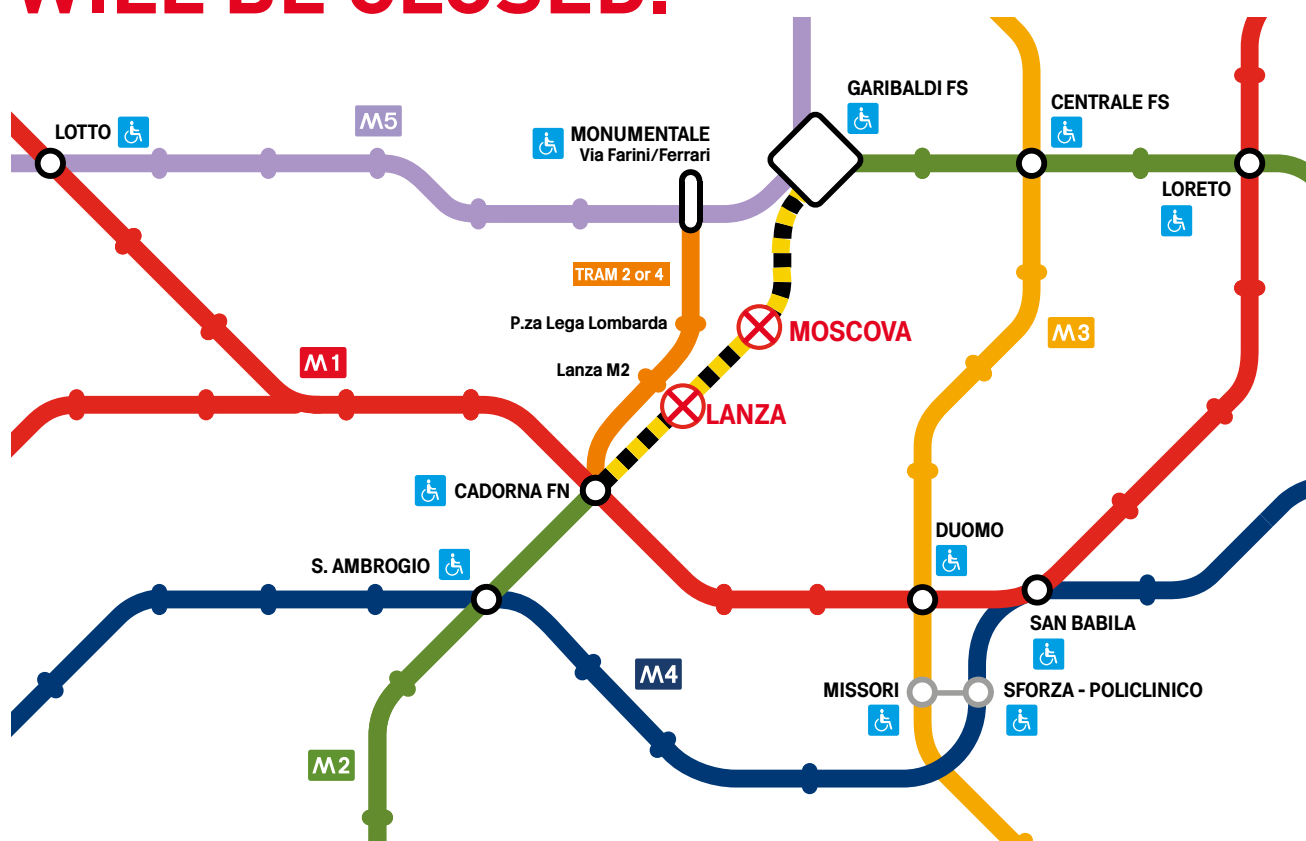 WILL BE CLOSED.
GARIBALDI FS
CENTRALE FS
M5
LOTTO
MONUMENTALE
Via Farini/Ferrari
LORETO
TRAM 2 or 4
P.za Lega Lombarda
MOSCOVA
M3
M1
Lanza M2
LANZA
CADORNA FN
DUOMO
S. AMBROGIO
SAN BABILA
M4
MISSORI
SFORZA - POLICLINICO
M2